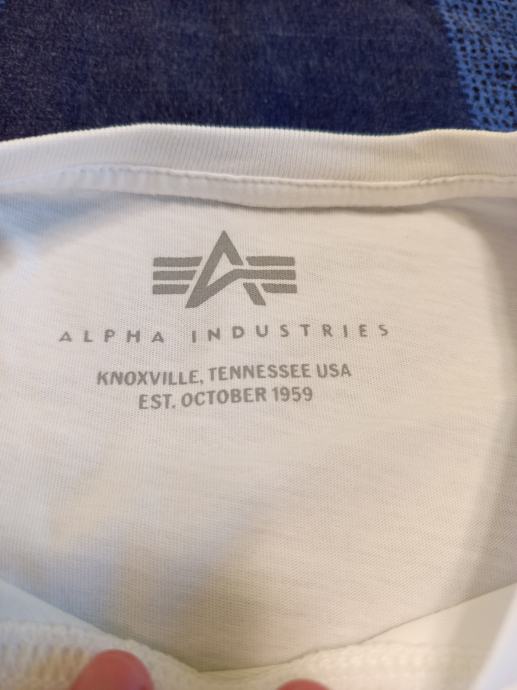 ALPHA INDUSTRIES
KNOXVILLE, TENNESSEE USA
EST. OCTOBER 1959